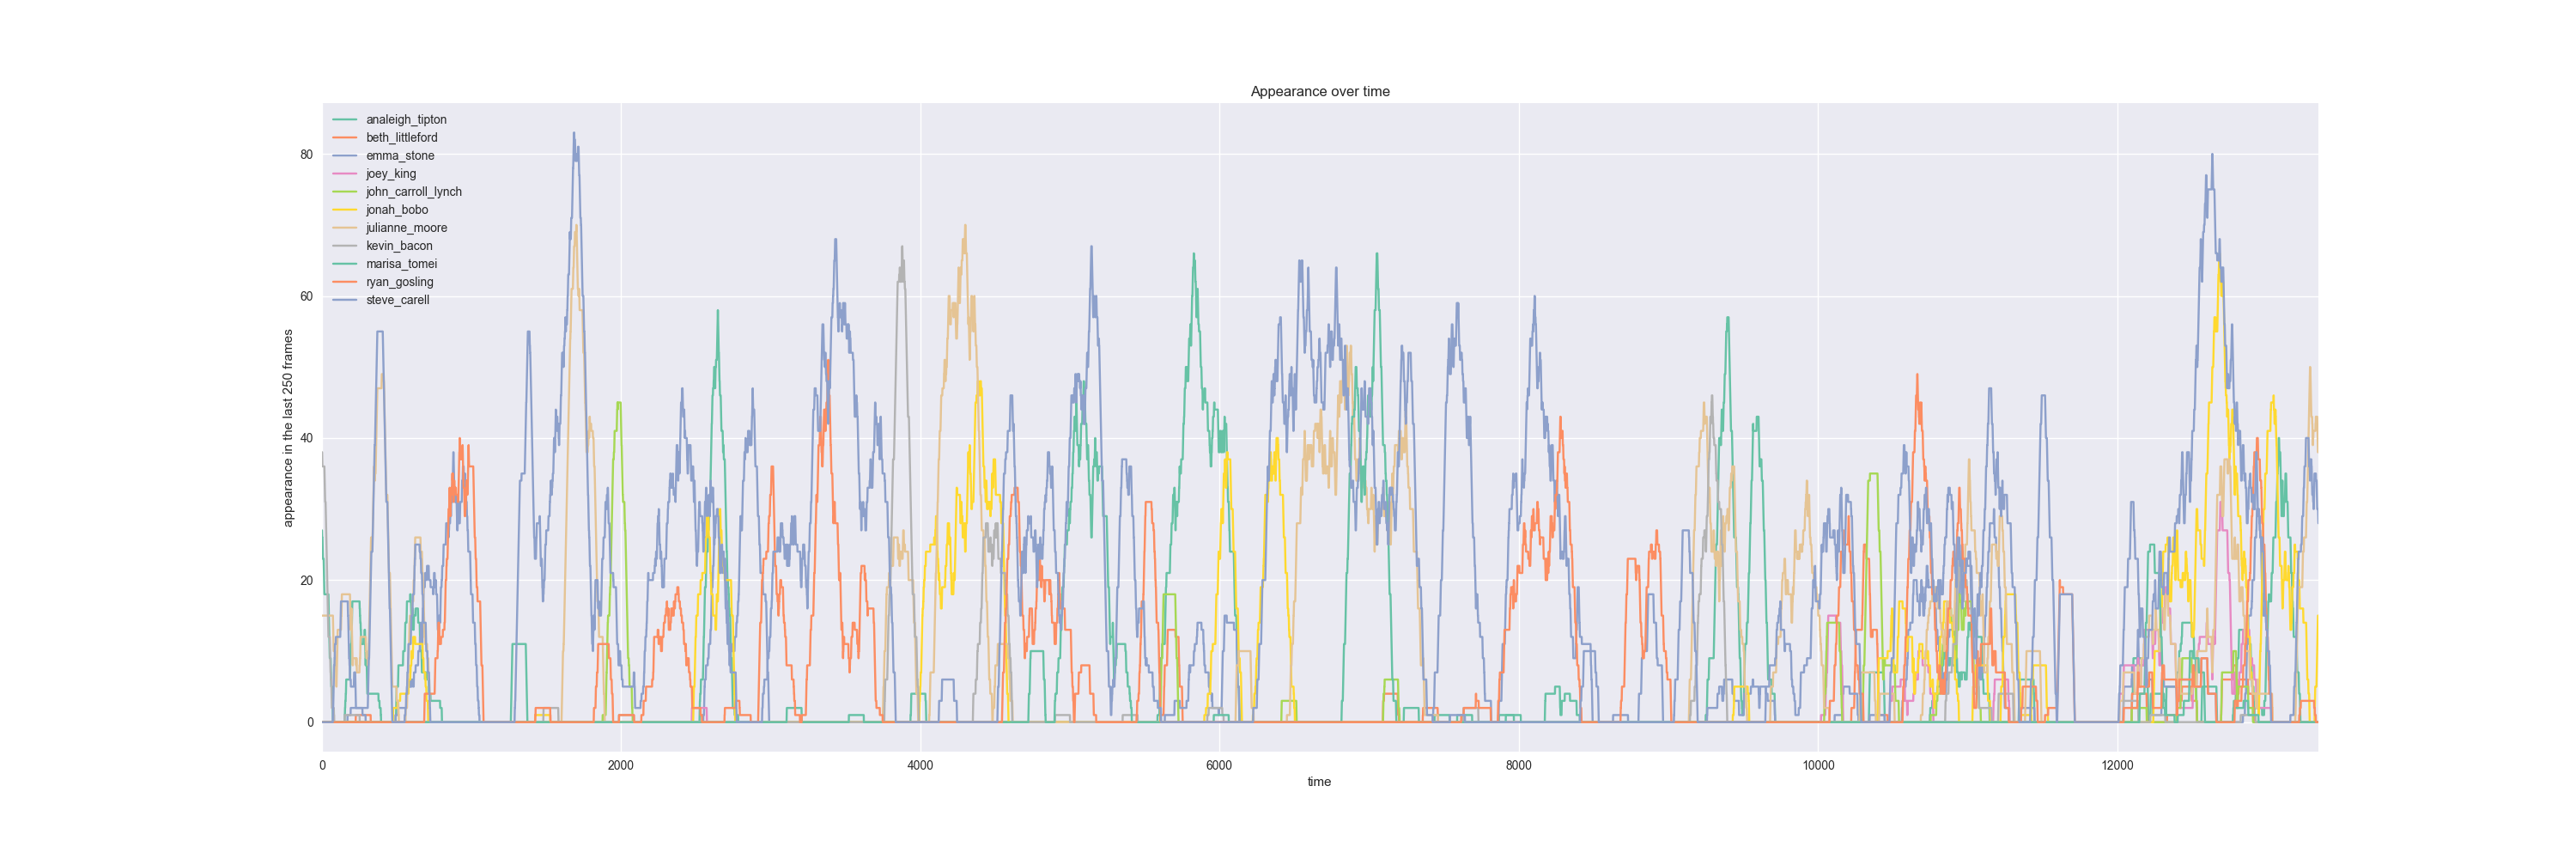 Appearance over time
analeigh_tipton
beth_littleford
emma_stone
joey_king
john_carroll_lynch
jonah_bobo
julianne_moore
kevin_bacon
marisa_tomei
ryan_gosling
steve_carell
80
60
40
20
0
appearance in the last 250 frames
0 2000 4000 6000 8000 10000 12000
time